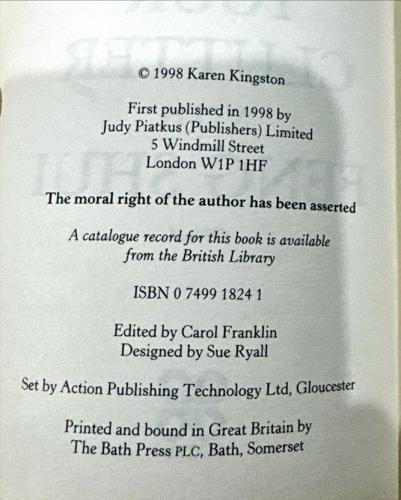 © 1998 Karen Kingston
First published in 1998 by
Judy Piatkus (Publishers) Limited
5 Windmill Street
London W1P 1HF
The moral right of the author has been asserted
A catalogue record for this book is available
from the British Library
ISBN 0 7499 1824 1
Edited by Carol Franklin
Designed by Sue Ryall
Set by Action Publishing Technology Ltd, Gloucester
Printed and bound in Great Britain by
The Bath Press PLC, Bath, Somerset